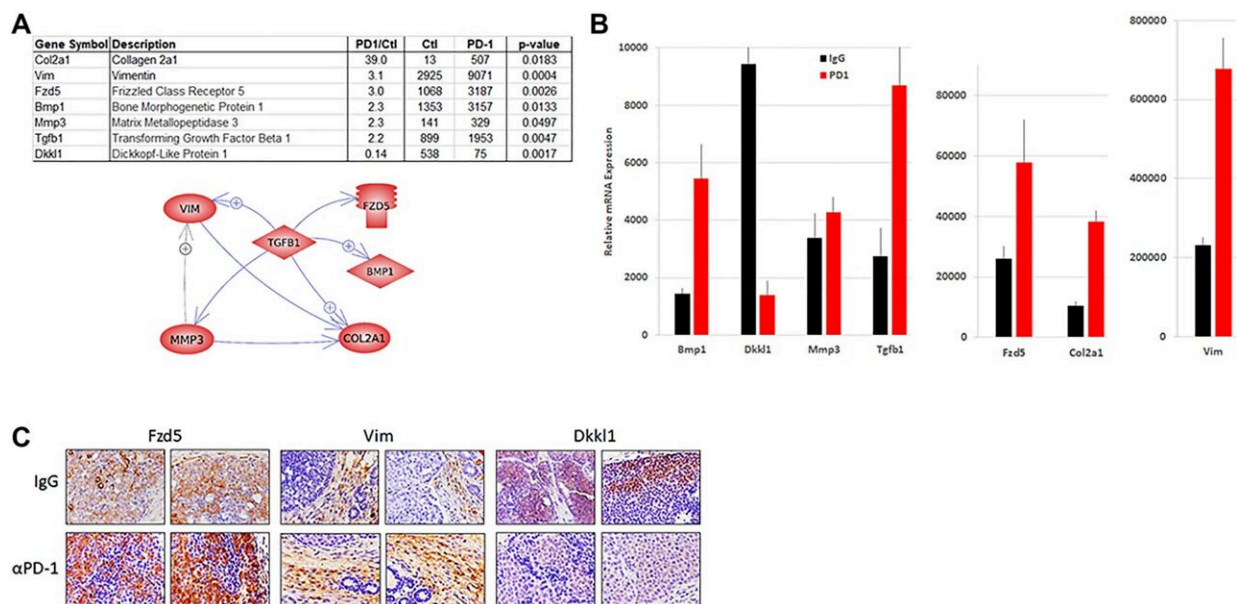 A
Gene Symbol Description PD1/Ctl Ctl PD-1 p-value
Col2a1 Collagen 2a1 39.0 13 507 0.0183
Vim Vimentin 3.1 2925 9071 0.0004
Fzd5 Frizzled Class Receptor 5 3.0 1068 3187 0.0026
Bmp1 Bone Morphogenetic Protein 1 2.3 1353 3157 0.0133
Mmp3 Matrix Metallopeptidase 3 2.3 141 329 0.0497
Tgfb1 Transforming Growth Factor Beta 1 2.2 899 1953 0.0047
Dkkl1 Dickkopf-Like Protein 1 0.14 538 75 0.0017
VIM
FZD5
TGFB1
BMP1
MMP3
COL2A1
B
Relative mRNA Expression
10000
8000
6000
4000
2000
0
IgG
PD1
Bmp1 Dkkl1 Mmp3 Tgfb1
80000
60000
40000
20000
0
Fzd5 Col2a1
800000
600000
400000
200000
0
Vim
C
Fzd5 Vim Dkkl1
IgG
αPD-1